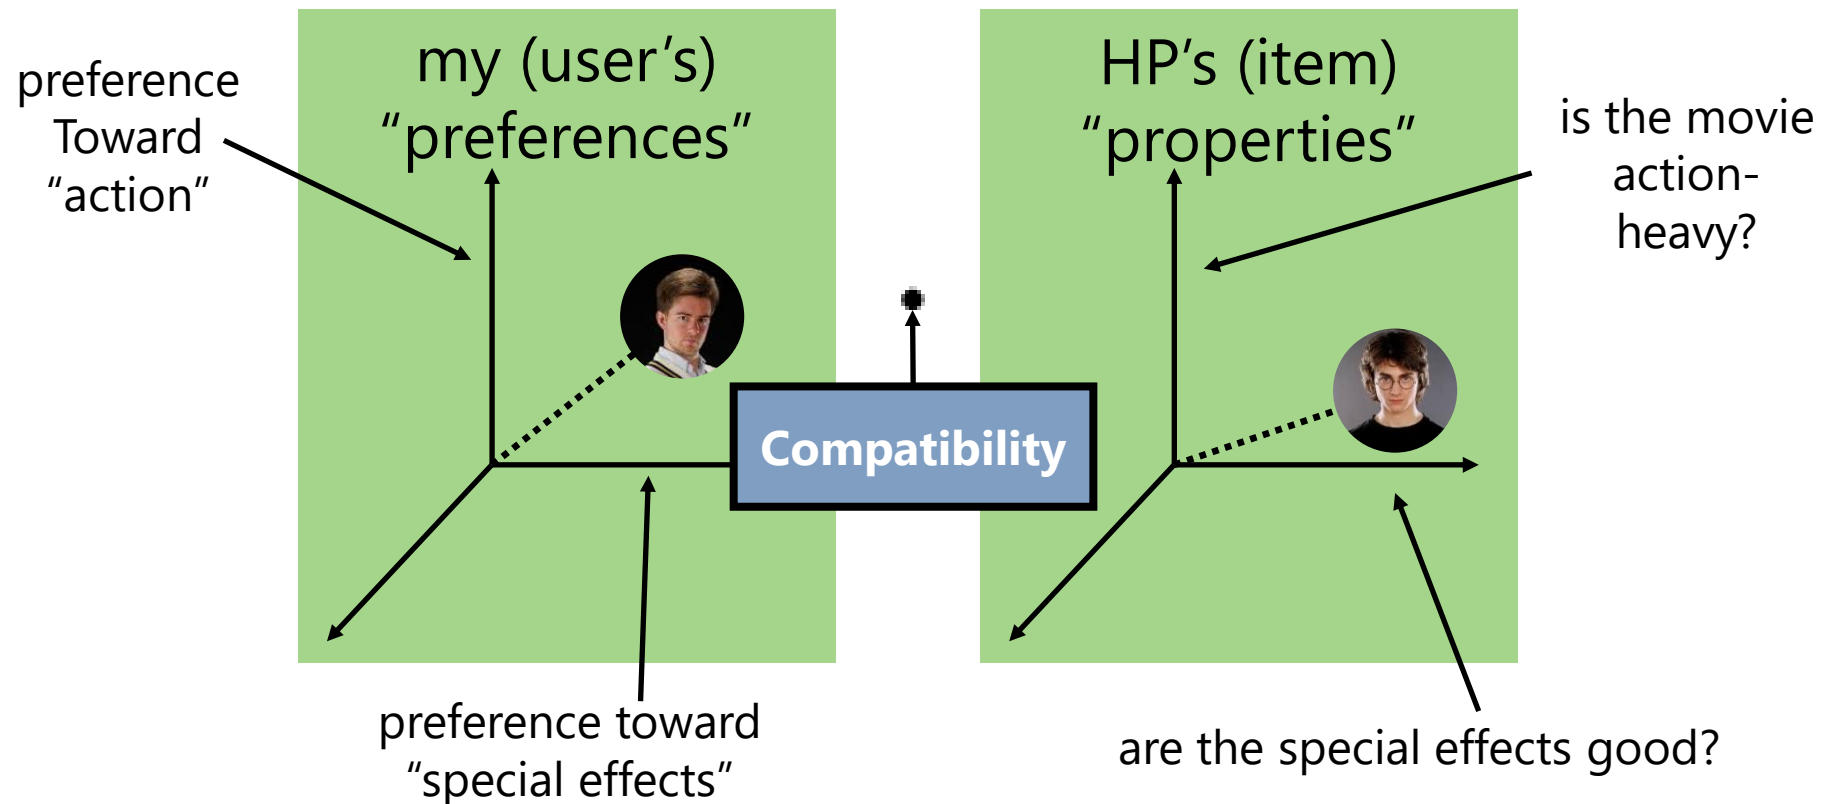 preference
Toward
“action”
my (user’s)
“preferences”
HP’s (item)
“properties”
is the movie
action-
heavy?
Compatibility
preference toward
“special effects”
are the special effects good?